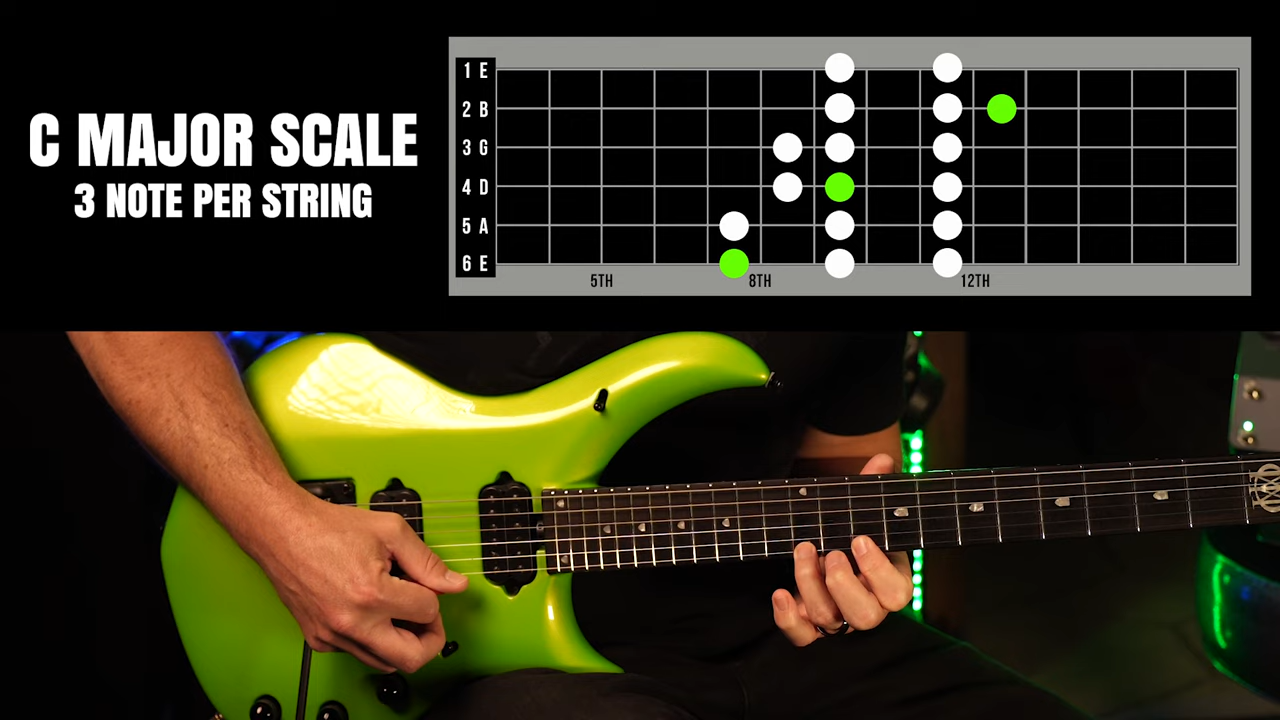 C MAJOR SCALE
3 NOTE PER STRING
1 E
2 B
3 G
4 D
5 A
6 E
5TH 8TH 12TH